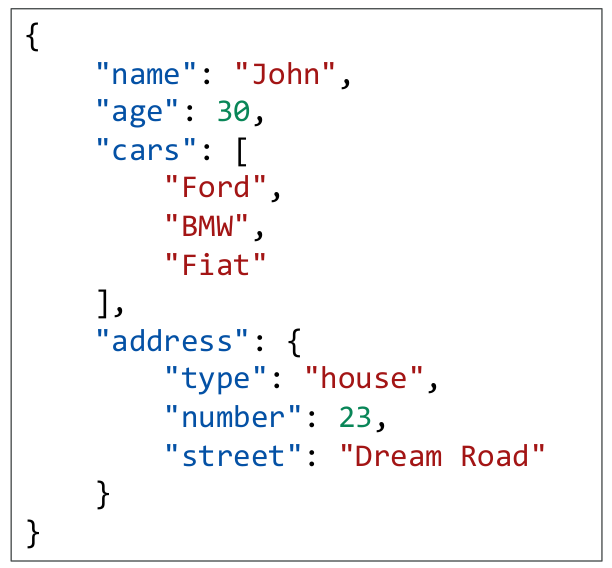 {
    "name": "John",
    "age": 30,
    "cars": [
        "Ford",
        "BMW",
        "Fiat"
    ],
    "address": {
        "type": "house",
        "number": 23,
        "street": "Dream Road"
    }
}